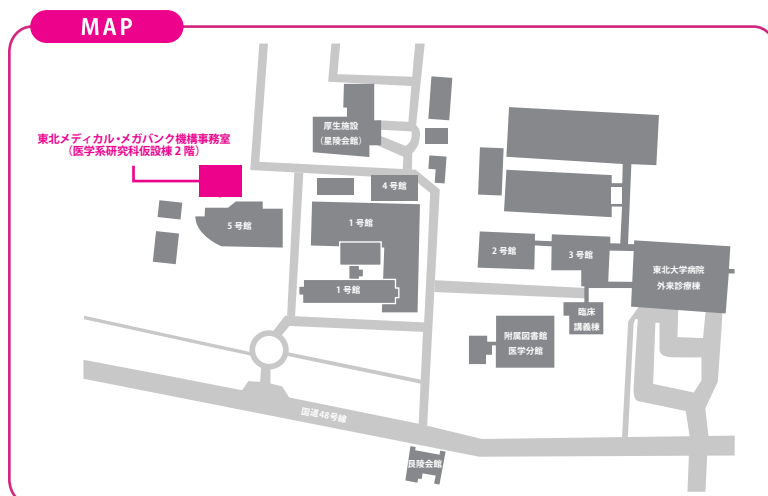 MAP
東北メディカル・メガバンク機構事務室
（医学系研究科仮設棟 2 階）
厚生施設
（星陵会館）
4 号館
5 号館
1 号館
1 号館
2 号館
3 号館
東北大学病院
外来診療棟
臨床
講義棟
附属図書館
医学分館
国道48号線
艮陵会館